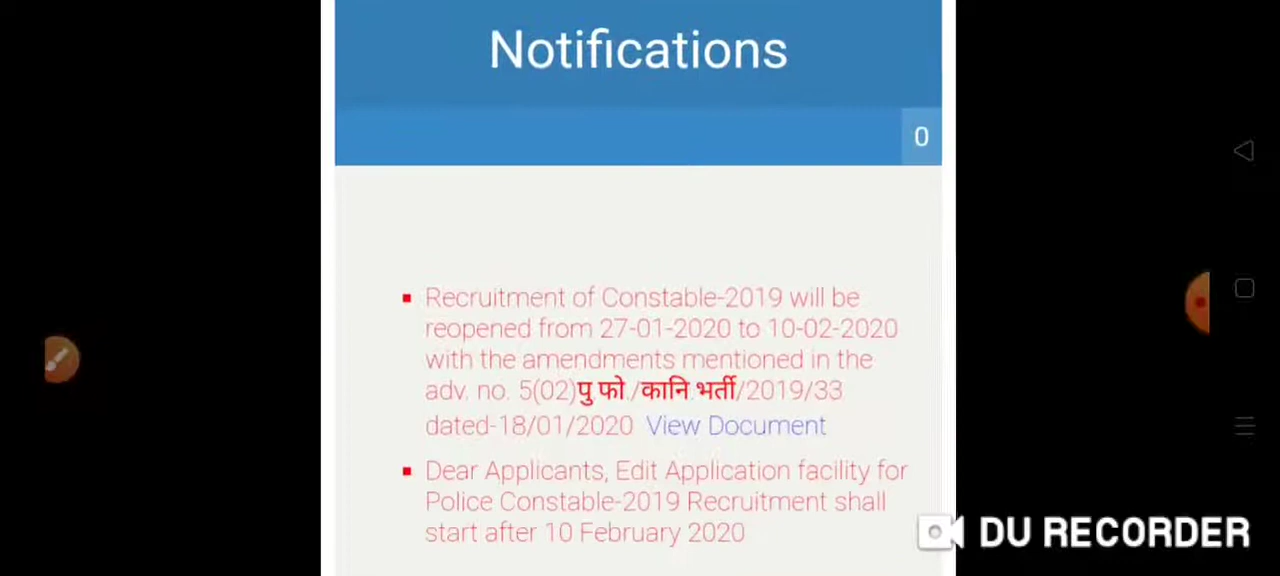 Notifications
0
Recruitment of Constable-2019 will be
reopened from 27-01-2020 to 10-02-2020
with the amendments mentioned in the
adv. no. 5(02)पु.फो./कानि.भर्ती/2019/33
dated-18/01/2020 View Document
Dear Applicants, Edit Application facility for
Police Constable-2019 Recruitment shall
start after 10 February 2020
DU RECORDER